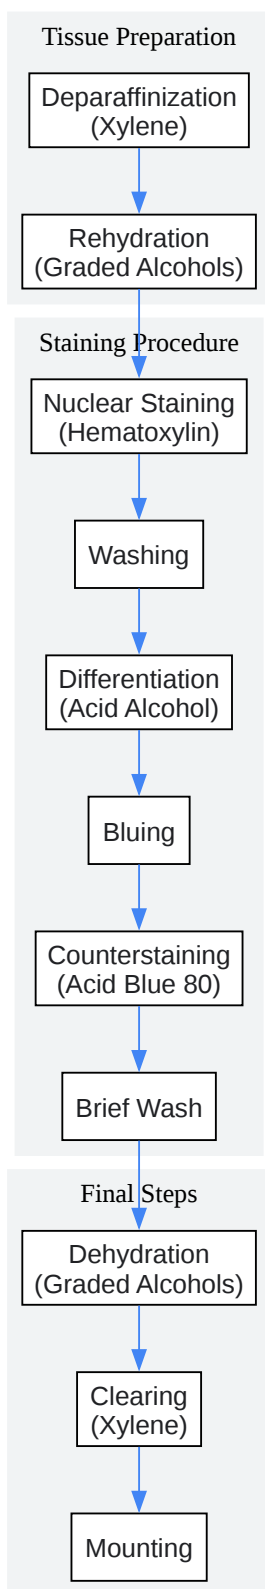 Tissue Preparation
Deparaffinization
(Xylene)
Rehydration
(Graded Alcohols)
Staining Procedure
Nuclear Staining
(Hematoxylin)
Washing
Differentiation
(Acid Alcohol)
Bluing
Counterstaining
(Acid Blue 80)
Brief Wash
Final Steps
Dehydration
(Graded Alcohols)
Clearing
(Xylene)
Mounting